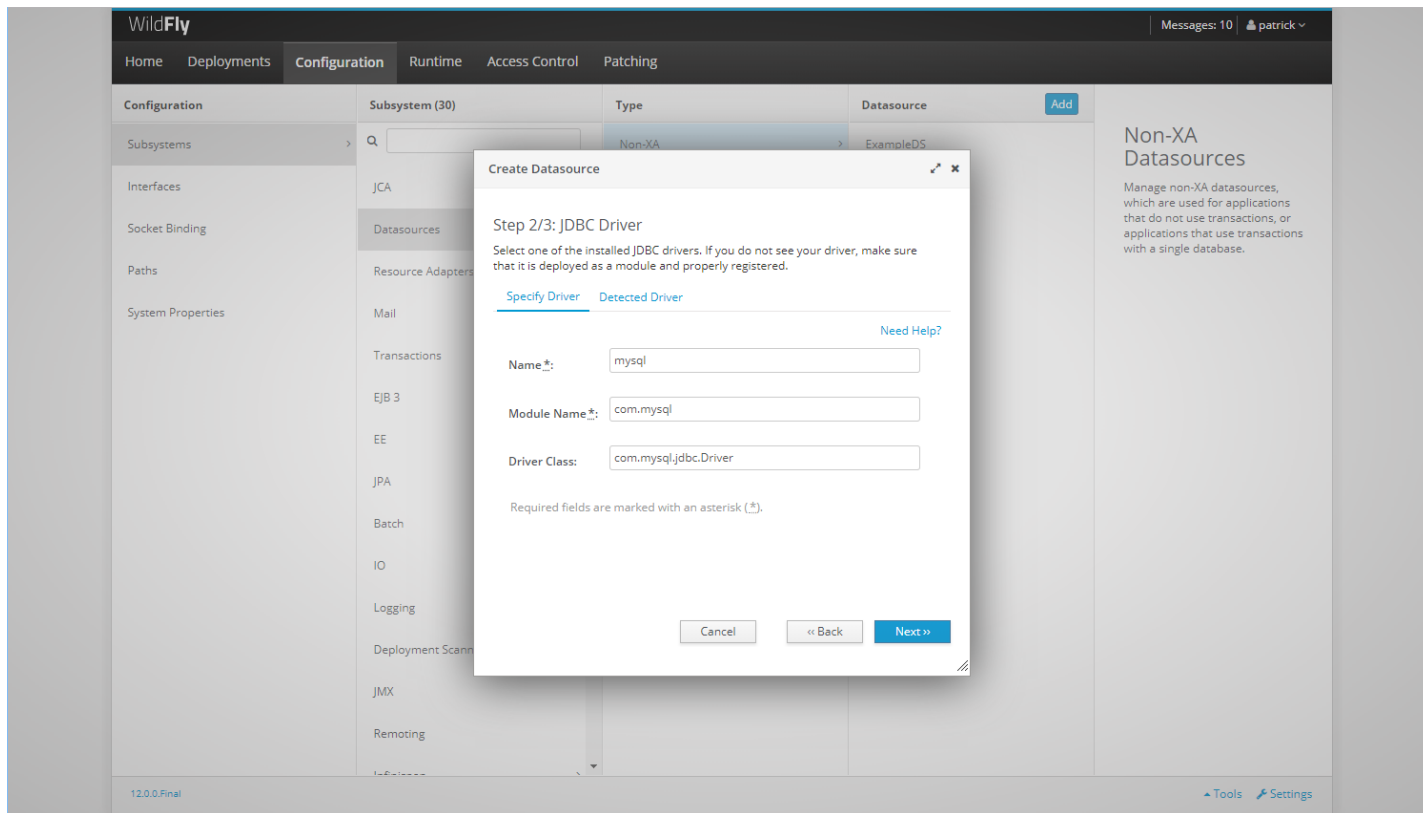 WildFly
Messages: 10
patrick
Home Deployments Configuration Runtime Access Control Patching
Configuration
Subsystems
Interfaces
Socket Binding
Paths
System Properties
Subsystem (30)
JCA
Datasources
Resource Adapters
Mail
Transactions
EJB 3
EE
JPA
Batch
IO
Logging
Deployment Scann
JMX
Remoting
Type
Non-XA
Datasource
Add
ExampleDS
Non-XA
Datasources
Manage non-XA datasources,
which are used for applications
that do not use transactions, or
applications that use transactions
with a single database.
Create Datasource
Step 2/3: JDBC Driver
Select one of the installed JDBC drivers. If you do not see your driver, make sure
that it is deployed as a module and properly registered.
Specify Driver Detected Driver
Need Help?
Name*: mysql
Module Name*: com.mysql
Driver Class: com.mysql.jdbc.Driver
Required fields are marked with an asterisk (*).
Cancel ‹‹ Back Next ››
12.0.0.Final
Tools Settings